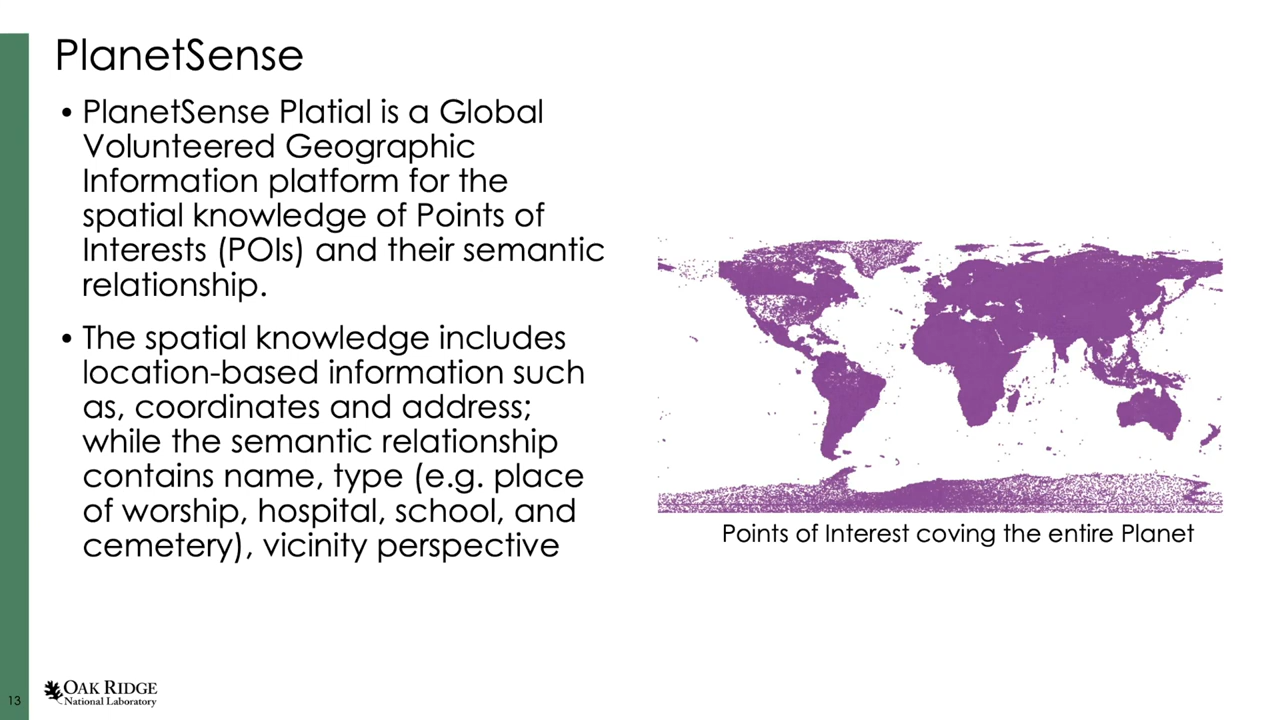 PlanetSense
• PlanetSense Platial is a Global
Volunteered Geographic
Information platform for the
spatial knowledge of Points of
Interests (POIs) and their semantic
relationship.
• The spatial knowledge includes
location-based information such
as, coordinates and address;
while the semantic relationship
contains name, type (e.g. place
of worship, hospital, school, and
cemetery), vicinity perspective
Points of Interest coving the entire Planet
13
OAK RIDGE
National Laboratory